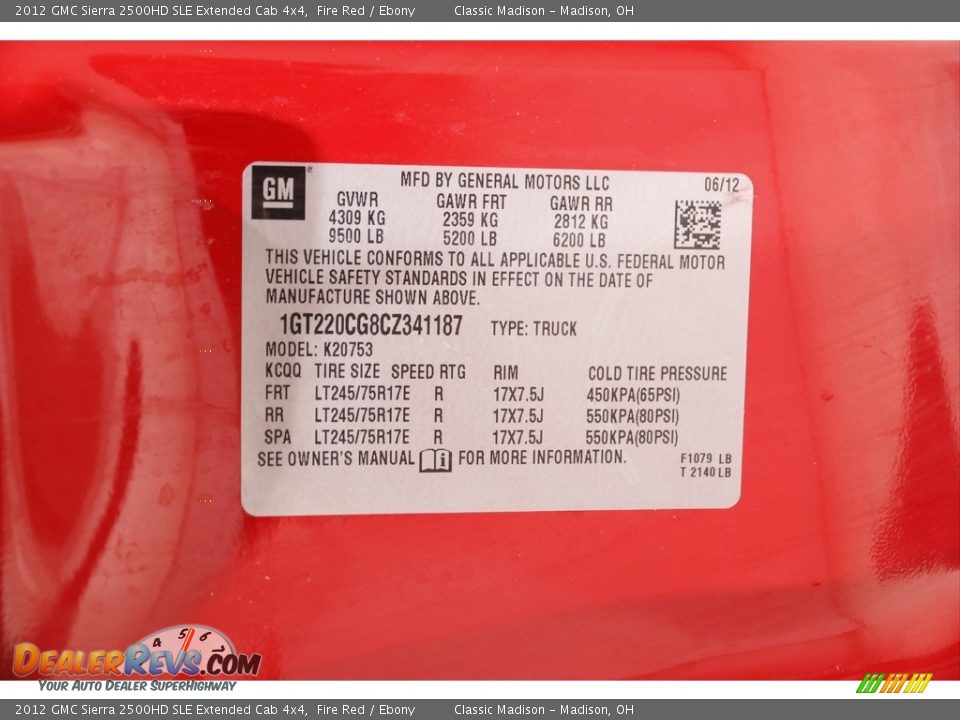 2012 GMC Sierra 2500HD SLE Extended Cab 4x4, Fire Red / Ebony Classic Madison - Madison, OH
GM®
MFD BY GENERAL MOTORS LLC 06/12
GVWR GAWR FRT GAWR RR
4309 KG 2359 KG 2812 KG
9500 LB 5200 LB 6200 LB
THIS VEHICLE CONFORMS TO ALL APPLICABLE U.S. FEDERAL MOTOR
VEHICLE SAFETY STANDARDS IN EFFECT ON THE DATE OF
MANUFACTURE SHOWN ABOVE.
1GT220CG8CZ341187 TYPE: TRUCK
MODEL: K20753
KCQQ TIRE SIZE SPEED RTG RIM COLD TIRE PRESSURE
FRT LT245/75R17E R 17X7.5J 450KPA(65PSI)
RR LT245/75R17E R 17X7.5J 550KPA(80PSI)
SPA LT245/75R17E R 17X7.5J 550KPA(80PSI)
SEE OWNER'S MANUAL i FOR MORE INFORMATION.
F1079 LB
T 2140 LB
4 5 6 7
DealerRevs.com
Your Auto Dealer SuperHighway
2012 GMC Sierra 2500HD SLE Extended Cab 4x4, Fire Red / Ebony Classic Madison - Madison, OH